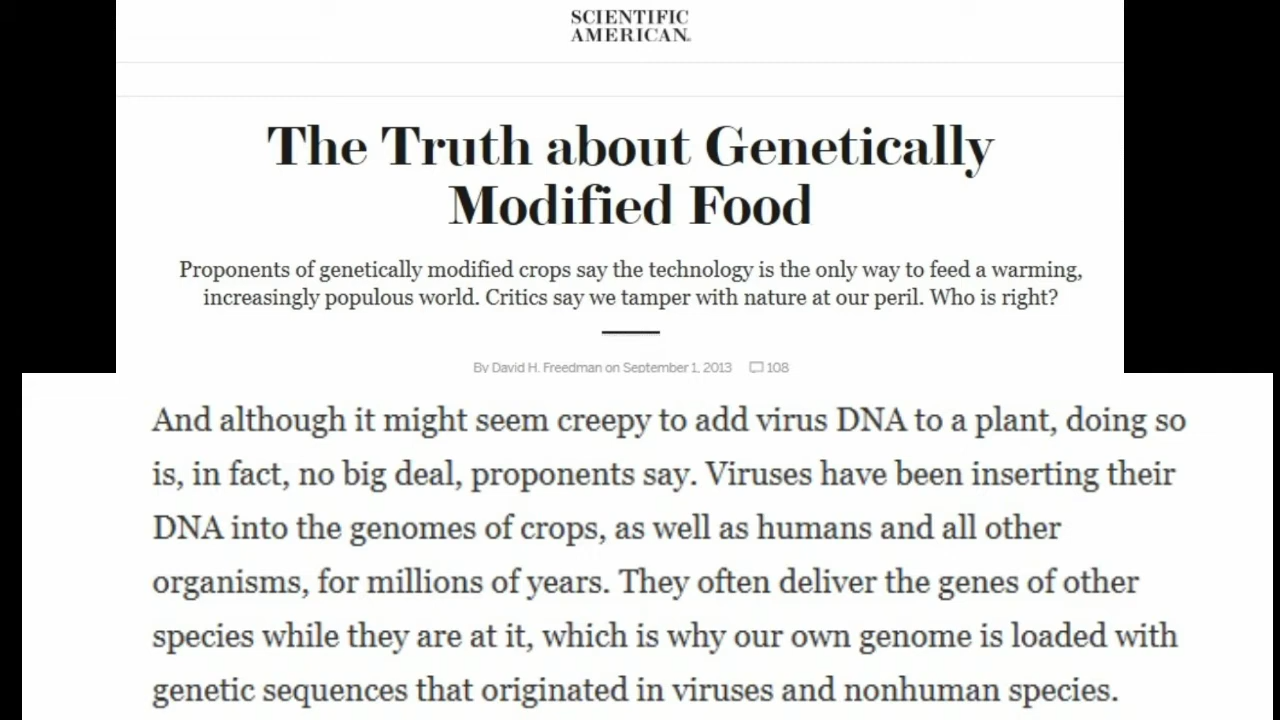 SCIENTIFIC
AMERICAN.
The Truth about Genetically
Modified Food
Proponents of genetically modified crops say the technology is the only way to feed a warming,
increasingly populous world. Critics say we tamper with nature at our peril. Who is right?
By David H. Freedman on September 1, 2013 108
And although it might seem creepy to add virus DNA to a plant, doing so
is, in fact, no big deal, proponents say. Viruses have been inserting their
DNA into the genomes of crops, as well as humans and all other
organisms, for millions of years. They often deliver the genes of other
species while they are at it, which is why our own genome is loaded with
genetic sequences that originated in viruses and nonhuman species.